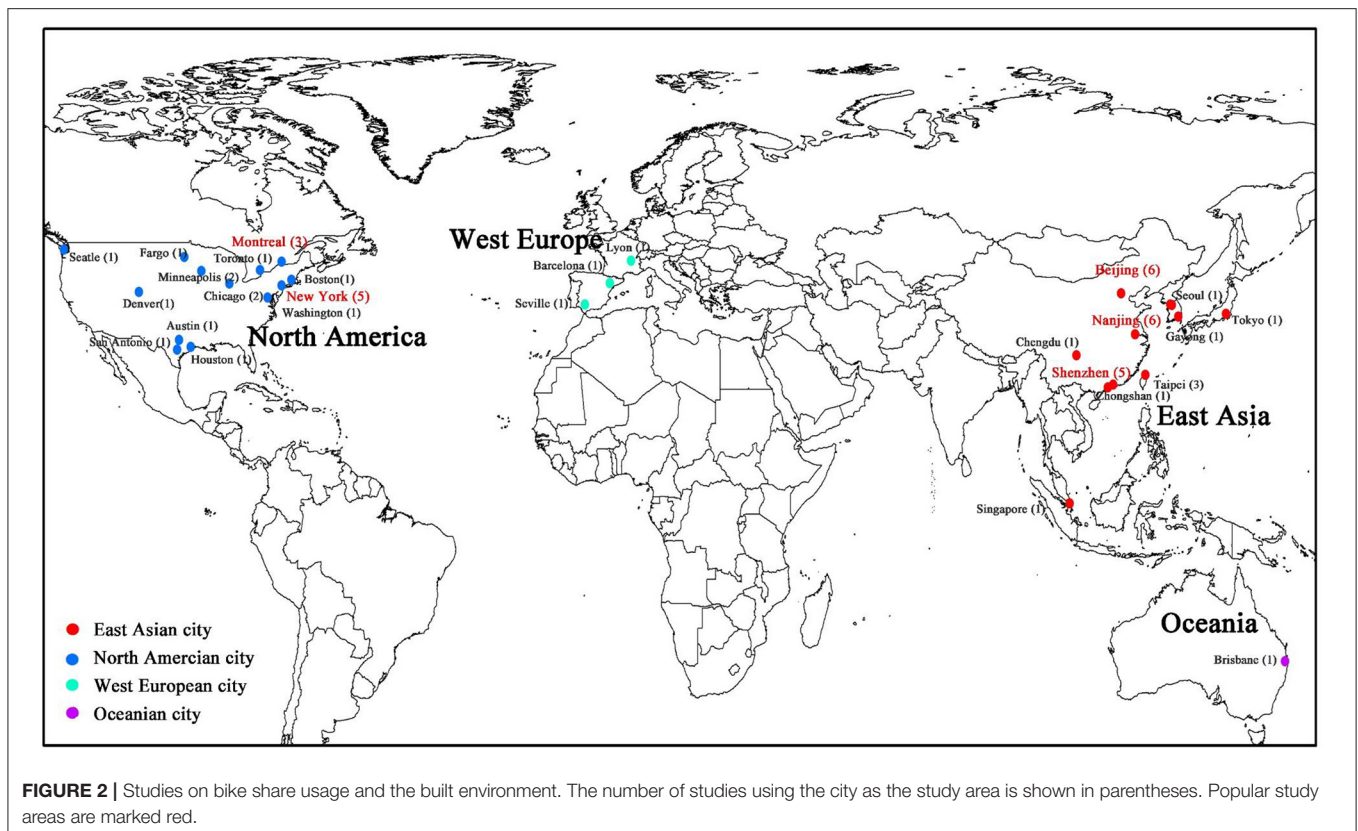 West Europe
Lyon (1)
Barcelona (1)
Scville (1)
Montreal (3)
Fargo (1)
Toronto (1)
Seatle (1)
Minneapolis (2)
Boston(1)
Denver(1)
Chicago (2)
New York (5)
Washington (1)
North America
Austin (1)
San Antonio (1)
Houston (1)
Beijing (6)
Seoul (1)
Nanjing (6)
Tokyo (1)
Gayong (1)
Chengdu (1)
Shenzhen (5)
Taipei (3)
Zhongshan (1)
East Asia
Singapore (1)
Oceania
Brisbane (1)
East Asian city
North Amercian city
West European city
Oceanian city
FIGURE 2 | Studies on bike share usage and the built environment. The number of studies using the city as the study area is shown in parentheses. Popular study
areas are marked red.